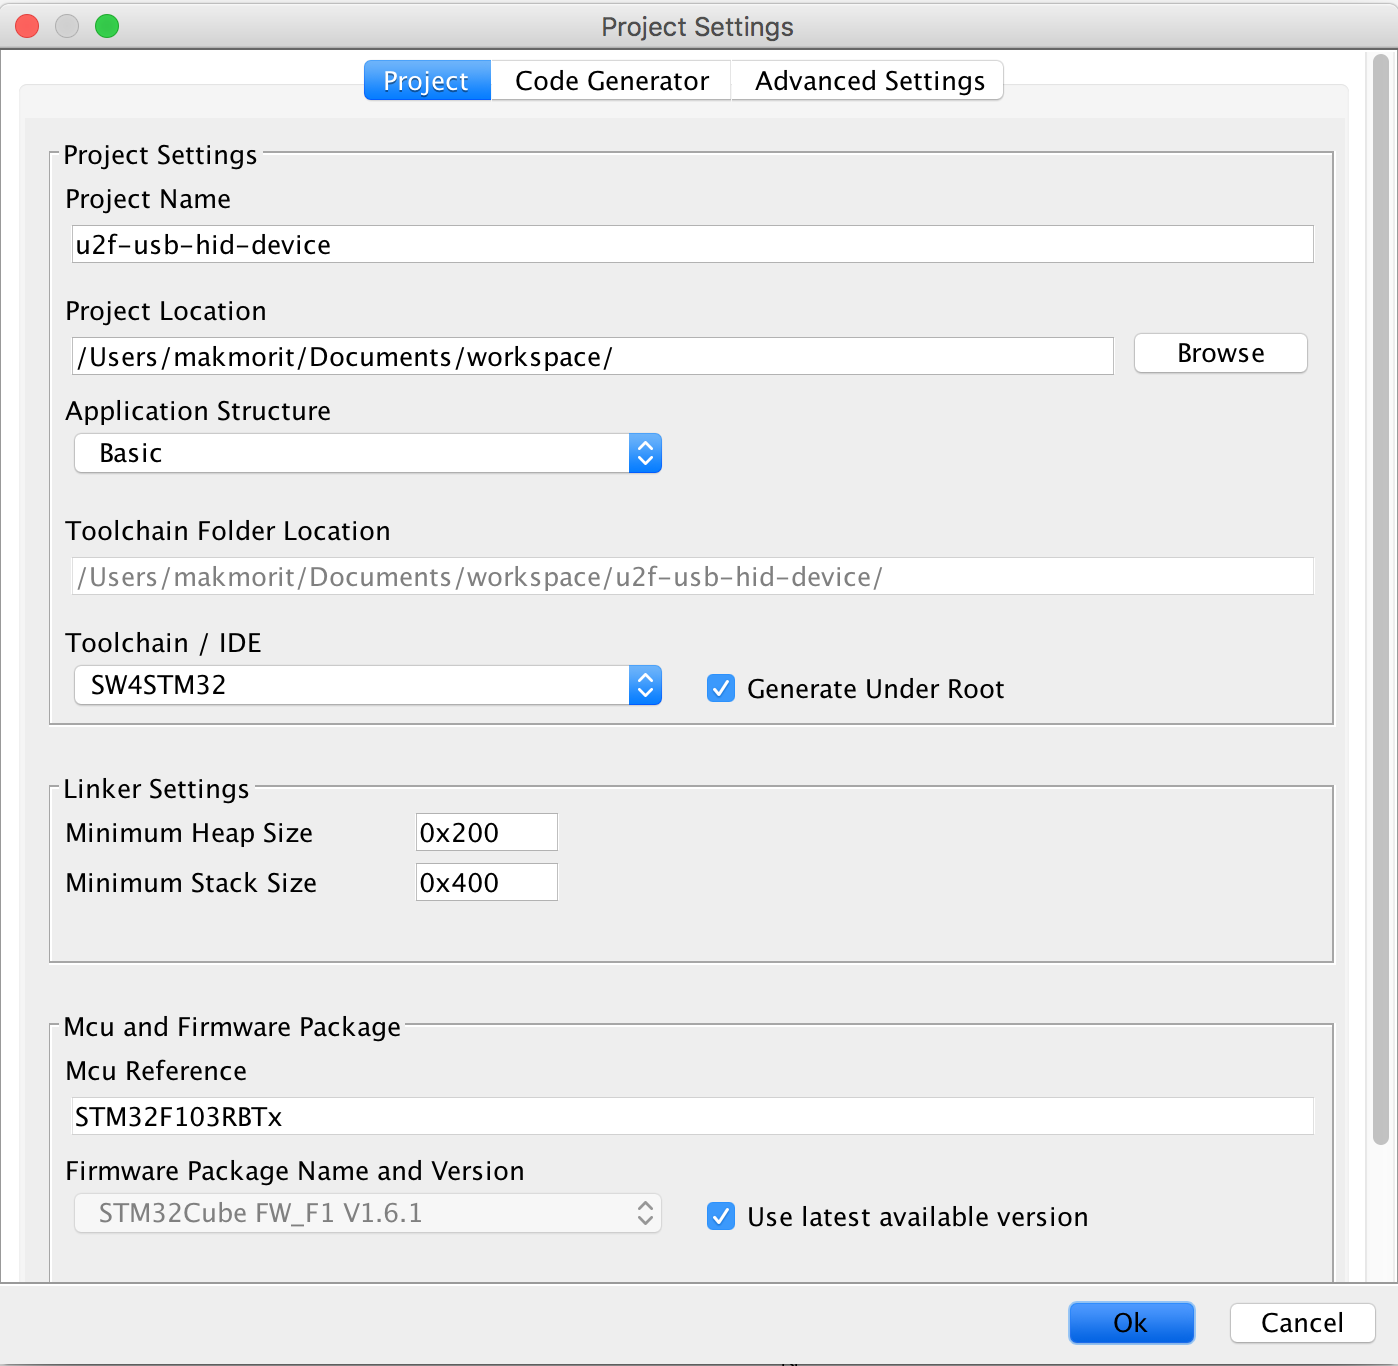 Project Settings
Project
Code Generator
Advanced Settings
Project Settings
Project Name
u2f-usb-hid-device
Project Location
/Users/makmorit/Documents/workspace/
Browse
Application Structure
Basic
Toolchain Folder Location
/Users/makmorit/Documents/workspace/u2f-usb-hid-device/
Toolchain / IDE
SW4STM32
Generate Under Root
Linker Settings
Minimum Heap Size
0x200
Minimum Stack Size
0x400
Mcu and Firmware Package
Mcu Reference
STM32F103RBTx
Firmware Package Name and Version
STM32Cube FW_F1 V1.6.1
Use latest available version
Ok
Cancel